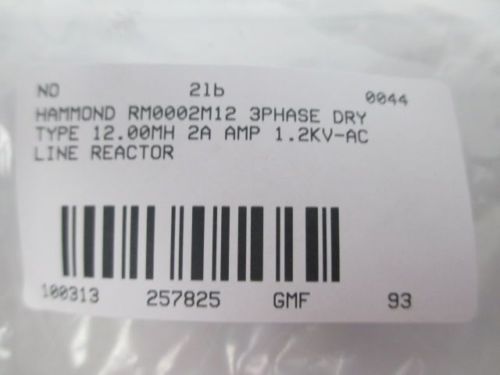 NO 2lb 0044
HAMMOND RM0002M12 3PHASE DRY
TYPE 12.00MH 2A AMP 1.2KV-AC
LINE REACTOR
100313 257825 GMF 93